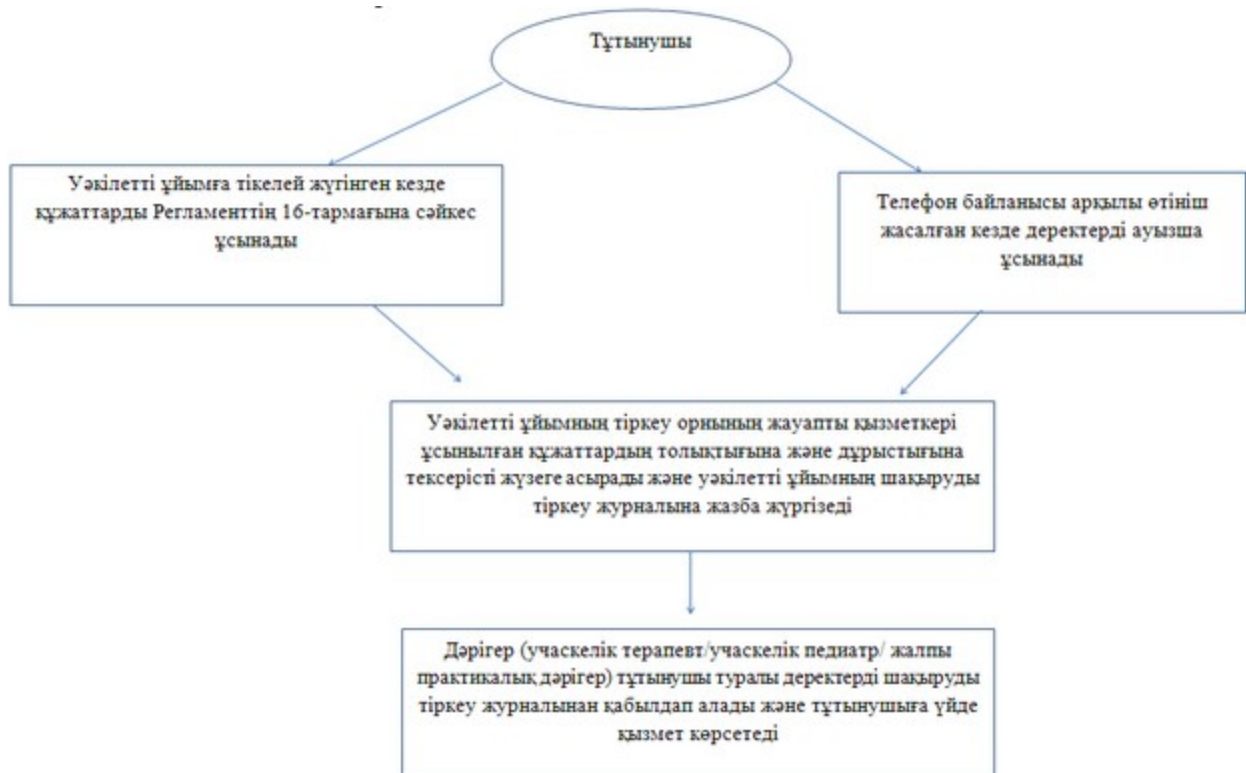 Тұтынушы
Уәкілетті ұйымға тікелей жүгінген кезде
құжаттарды Регламенттің 16-тармағына сәйкес
ұсынады
Телефон байланысы арқылы өтініш
жасалған кезде деректерді ауызша
ұсынады
Уәкілетті ұйымның тіркеу орнының жауапты қызметкері
ұсынылған құжаттардың толықтығына және дұрыстығына
тексерісті жүзеге асырады және уәкілетті ұйымның шақыруды
тіркеу журналына жазба жүргізеді
Дәрігер (учаскелік терапевт/учаскелік педиатр/ жалпы
практикалық дәрігер) тұтынушы туралы деректерді шақыруды
тіркеу журналынан қабылдап алады және тұтынушыға үйде
қызмет көрсетеді